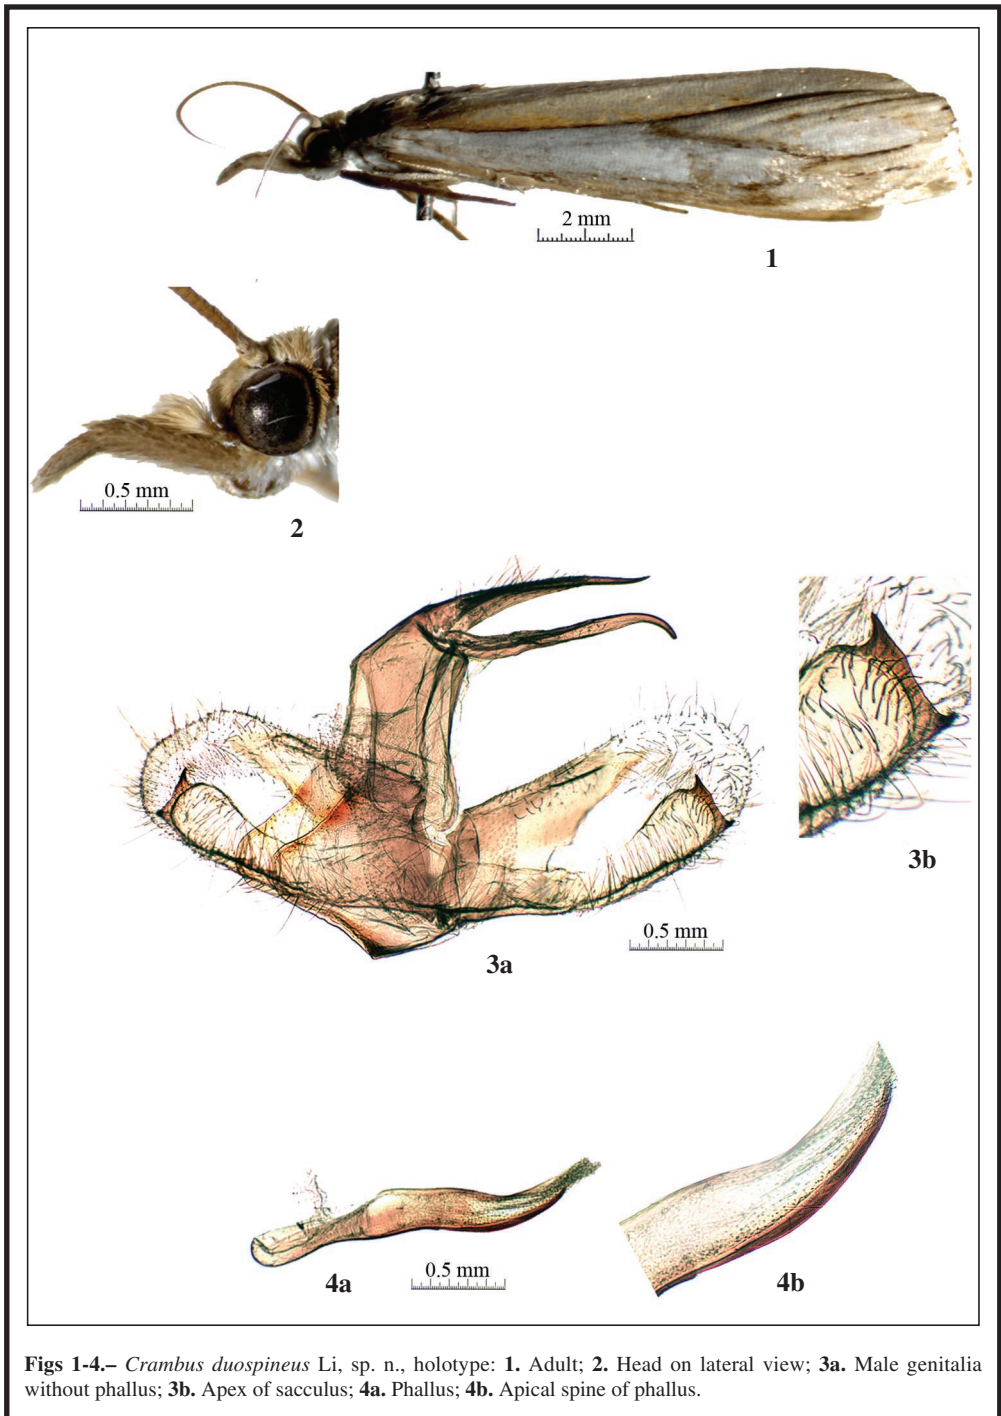 2 mm
1
0.5 mm
2
3b
0.5 mm
3a
0.5 mm
4a
4b
Figs 1-4.– Crambus duospineus Li, sp. n., holotype: 1. Adult; 2. Head on lateral view; 3a. Male genitalia
without phallus; 3b. Apex of sacculus; 4a. Phallus; 4b. Apical spine of phallus.